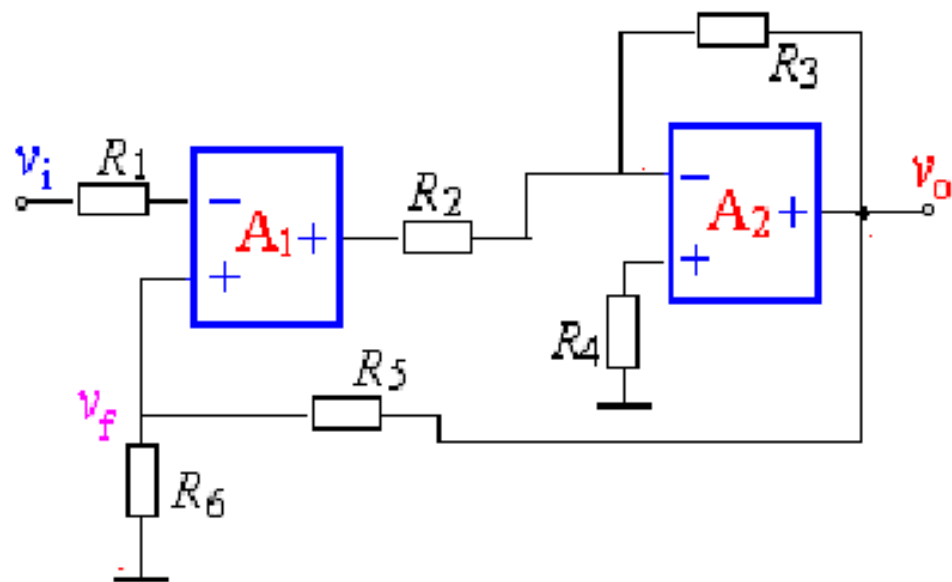 R3
vi
R1
R2
−
A1
+
+
−
A2
+
+
vo
R4
R5
vf
R6